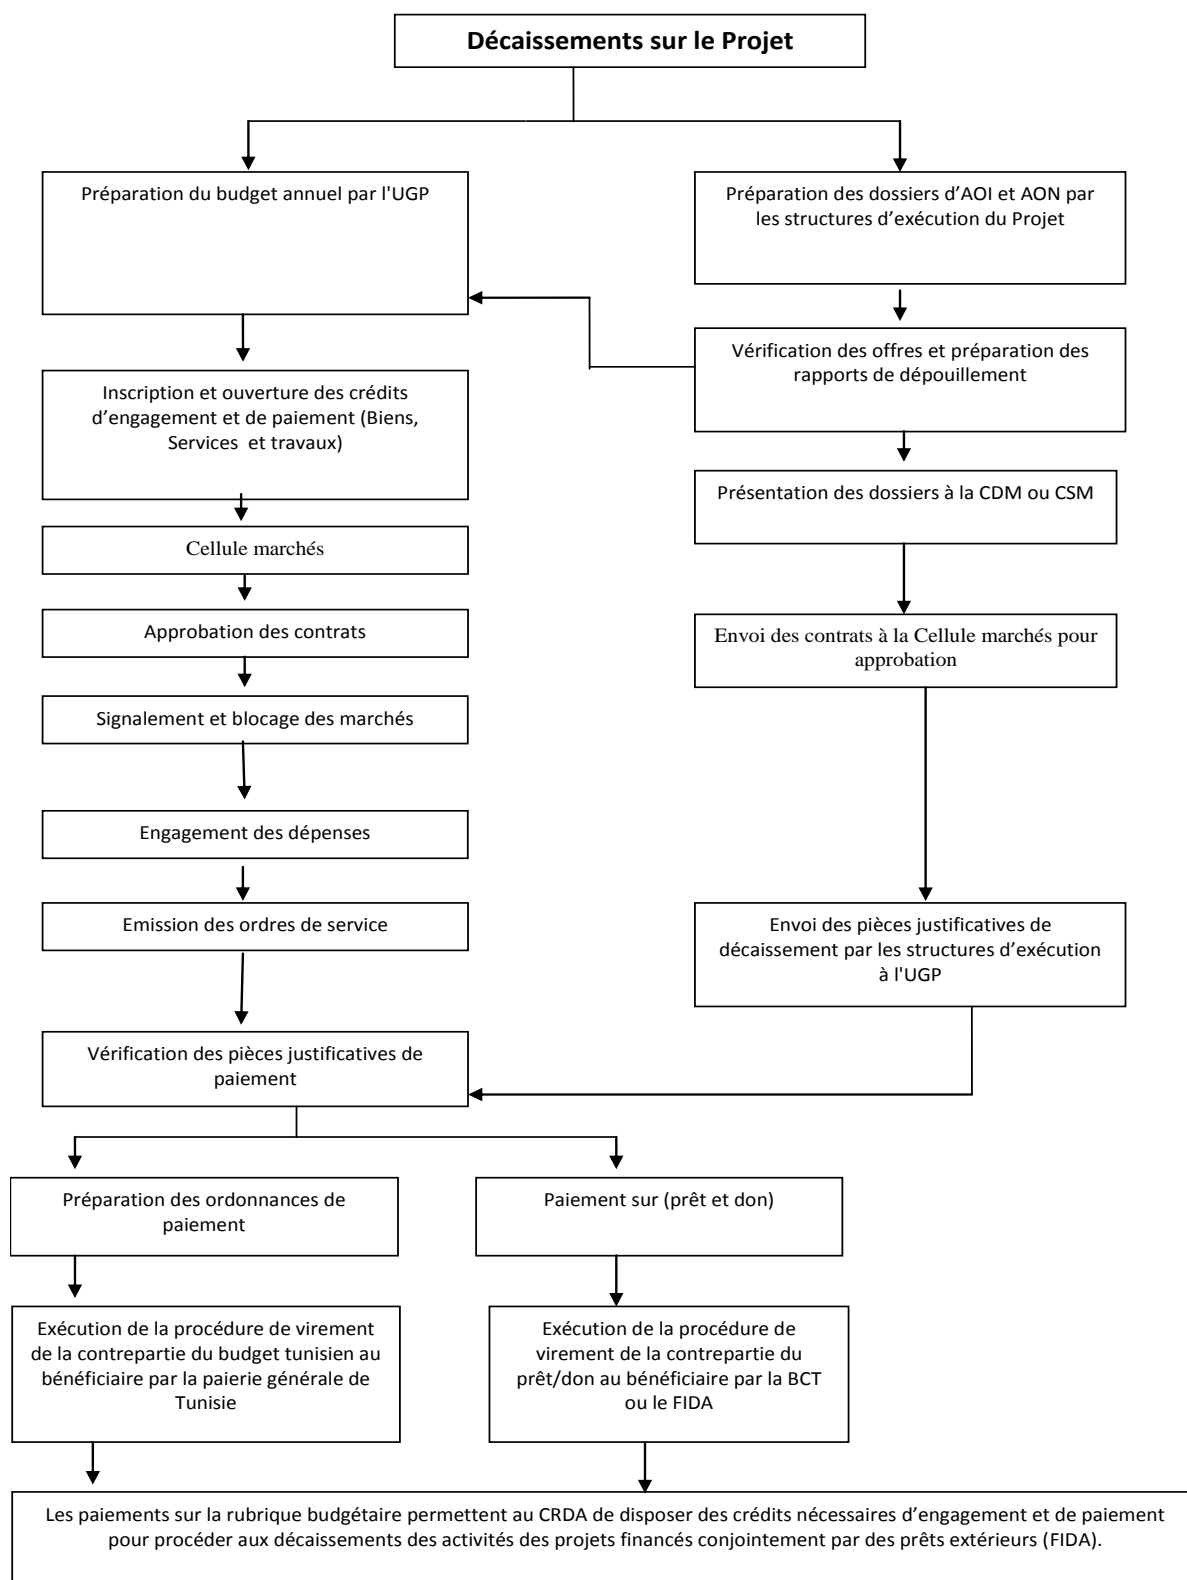 Décaissements sur le Projet
Préparation du budget annuel par l'UGP
Préparation des dossiers d'AOI et AON par
les structures d'exécution du Projet
Vérification des offres et préparation des
rapports de dépouillement
Inscription et ouverture des crédits
d'engagement et de paiement (Biens,
Services et travaux)
Présentation des dossiers à la CDM ou CSM
Cellule marchés
Approbation des contrats
Envoi des contrats à la Cellule marchés pour
approbation
Signalement et blocage des marchés
Engagement des dépenses
Emission des ordres de service
Envoi des pièces justificatives de
décaissement par les structures d'exécution
à l'UGP
Vérification des pièces justificatives de
paiement
Préparation des ordonnances de
paiement
Paiement sur (prêt et don)
Exécution de la procédure de virement
de la contrepartie du budget tunisien au
bénéficiaire par la paierie générale de
Tunisie
Exécution de la procédure de
virement de la contrepartie du
prêt/don au bénéficiaire par la BCT
ou le FIDA
Les paiements sur la rubrique budgétaire permettent au CRDA de disposer des crédits nécessaires d'engagement et de paiement
pour procéder aux décaissements des activités des projets financés conjointement par des prêts extérieurs (FIDA).